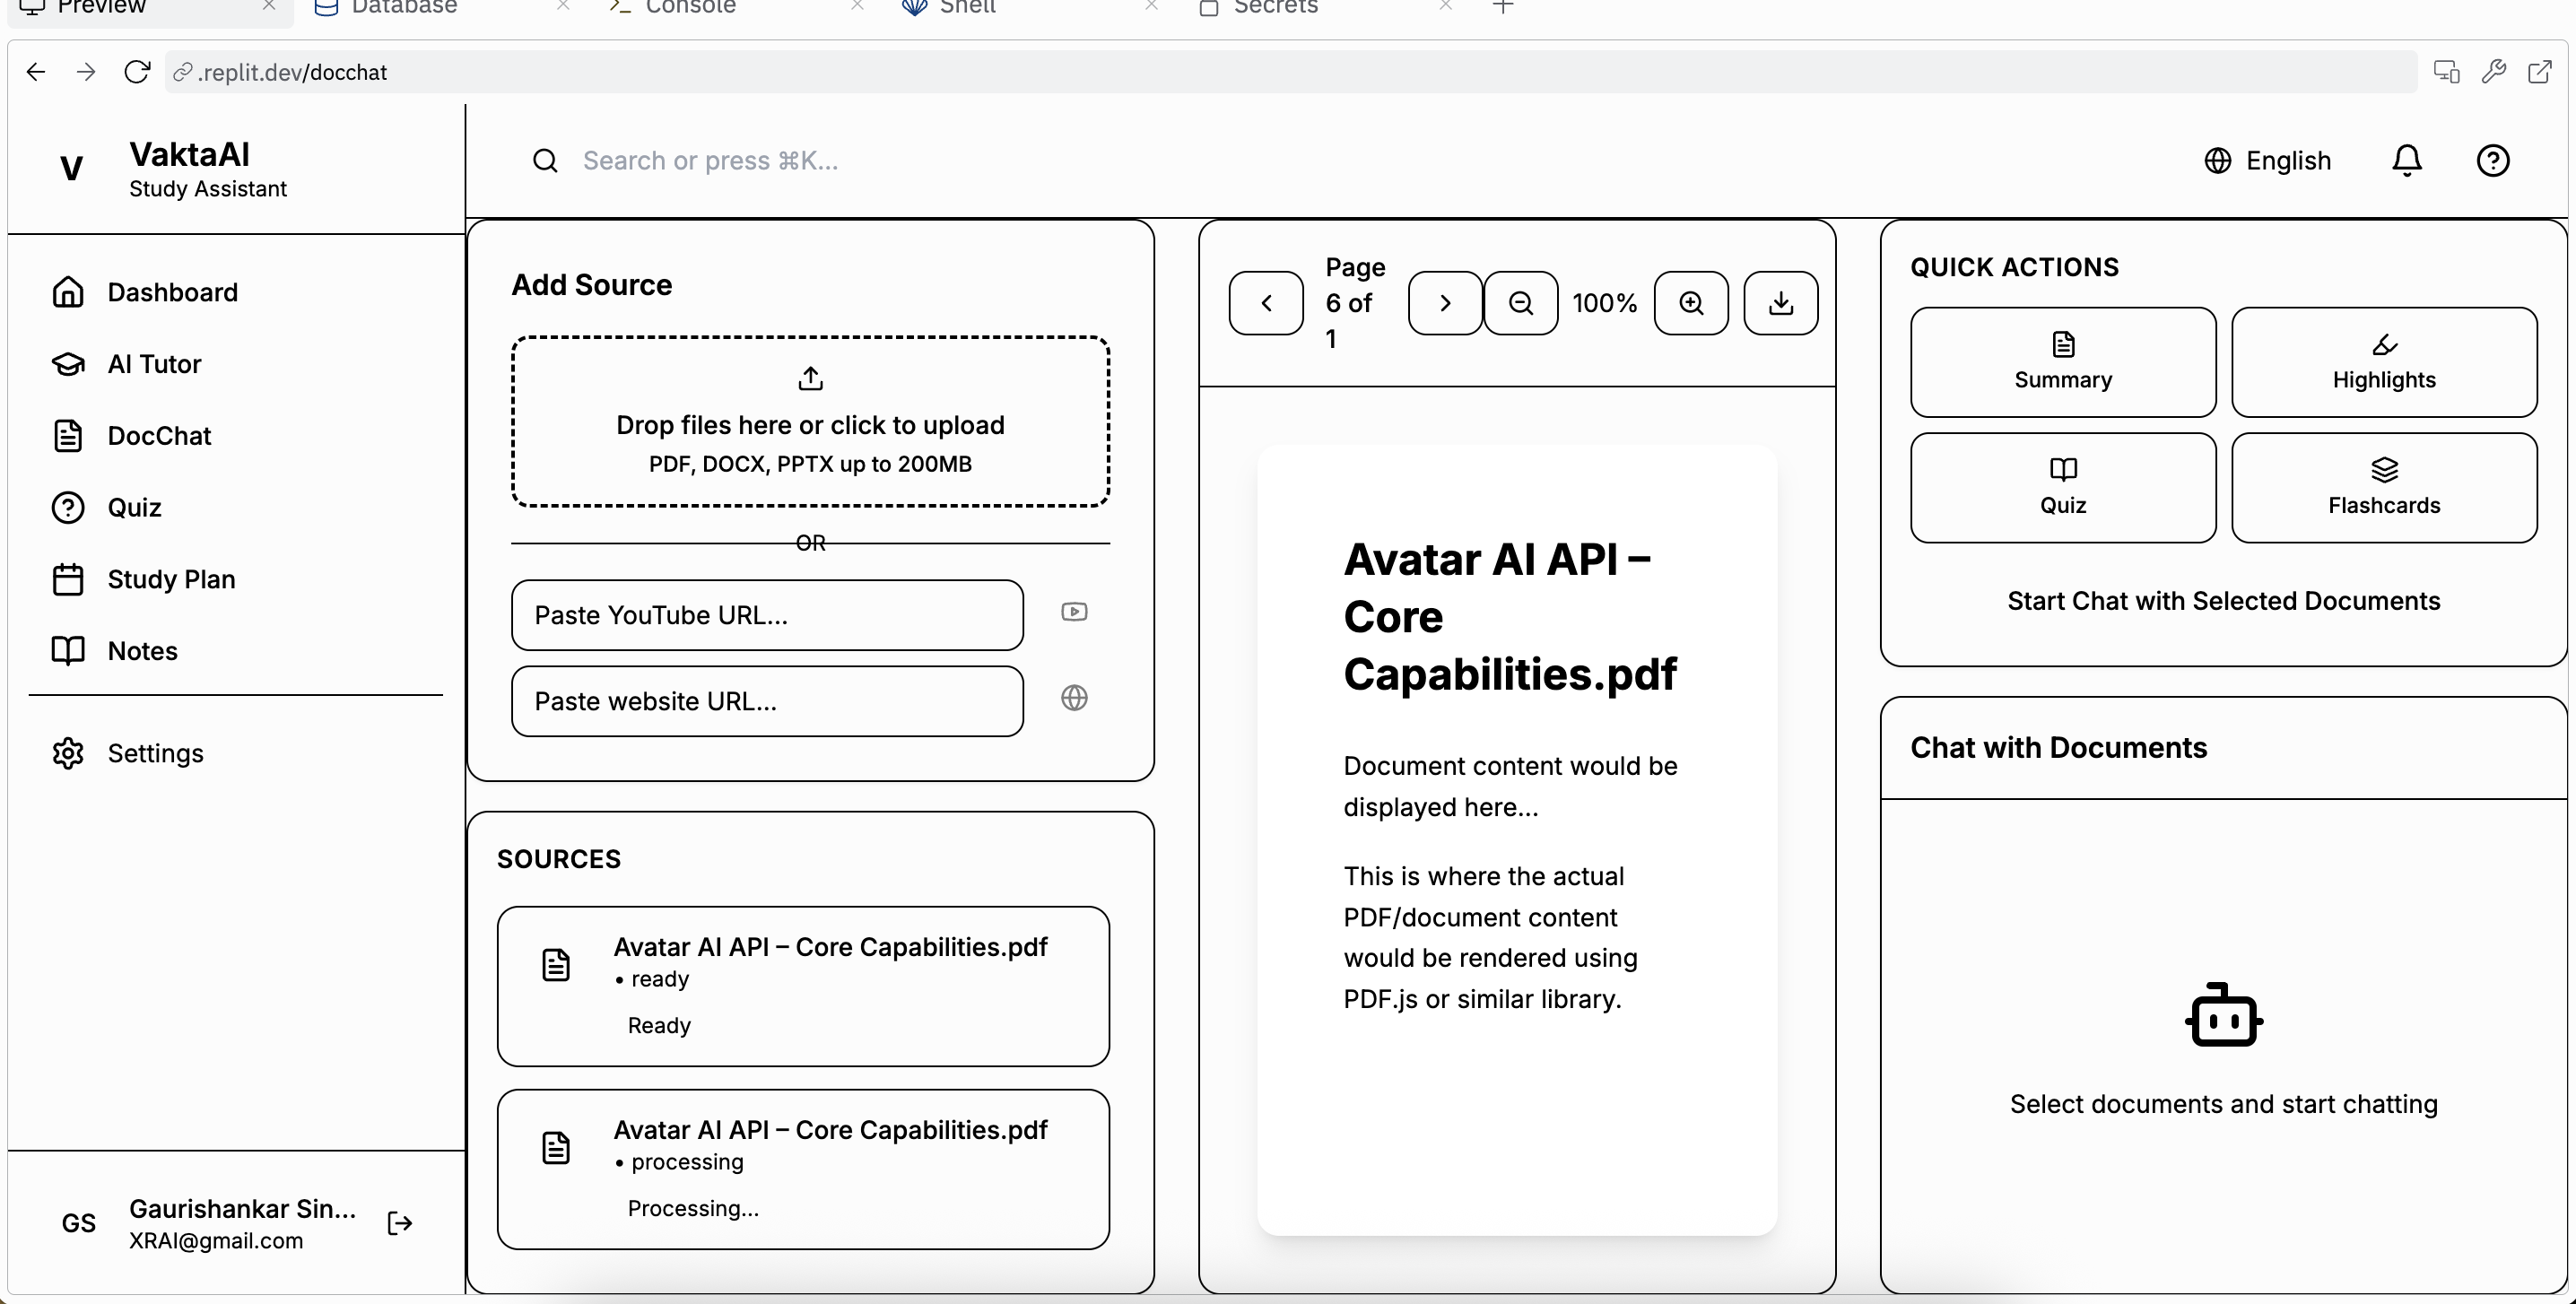 Preview
Database
Console
Shell
Secrets
.replit.dev/docchat
V
VaktaAI
Study Assistant
Search or press ⌘K...
English
Dashboard
AI Tutor
DocChat
Quiz
Study Plan
Notes
Settings
GS
Gaurishankar Sin...
XRAI@gmail.com
Add Source
Drop files here or click to upload
PDF, DOCX, PPTX up to 200MB
OR
Paste YouTube URL...
Paste website URL...
SOURCES
Avatar AI API – Core Capabilities.pdf
• ready
Ready
Avatar AI API – Core Capabilities.pdf
• processing
Processing...
Page
6 of
1
100%
Avatar AI API –
Core
Capabilities.pdf
Document content would be
displayed here...
This is where the actual
PDF/document content
would be rendered using
PDF.js or similar library.
QUICK ACTIONS
Summary
Highlights
Quiz
Flashcards
Start Chat with Selected Documents
Chat with Documents
Select documents and start chatting